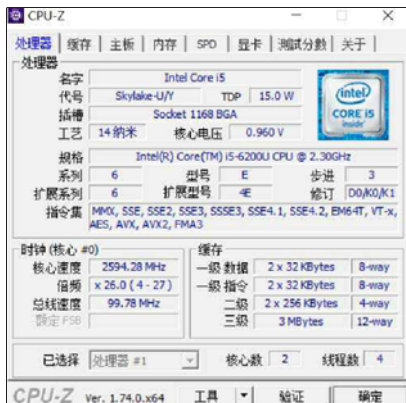 CPU-Z
处理器 缓存 主板 内存 SPD 显卡 測試分數 关于
处理器
名字 Intel Core i5
代号 Skylake-U/Y TDP 15.0 W
插槽 Socket 1168 BGA
工艺 14 纳米 核心电压 0.960 V
(intel) CORE i5 inside
规格 Intel(R) Core(TM) i5-6200U CPU @ 2.30GHz
系列 6 型号 E 步进 3
扩展系列 6 扩展型号 4E 修订 D0/K0/K1
指令集 MMX, SSE, SSE2, SSE3, SSSE3, SSE4.1, SSE4.2, EM64T, VT-x,
AES, AVX, AVX2, FMA3
时钟 (核心 #0) 缓存
核心速度 2594.28 MHz 一级 数据 2 x 32 KBytes 8-way
倍频 x 26.0 ( 4 - 27 ) 一级 指令 2 x 32 KBytes 8-way
总线速度 99.78 MHz 二级 2 x 256 KBytes 4-way
额定 FSB 三级 3 MBytes 12-way
已选择 处理器 #1 核心数 2 线程数 4
CPU-Z Ver. 1.74.0.x64 工具 验证 确定